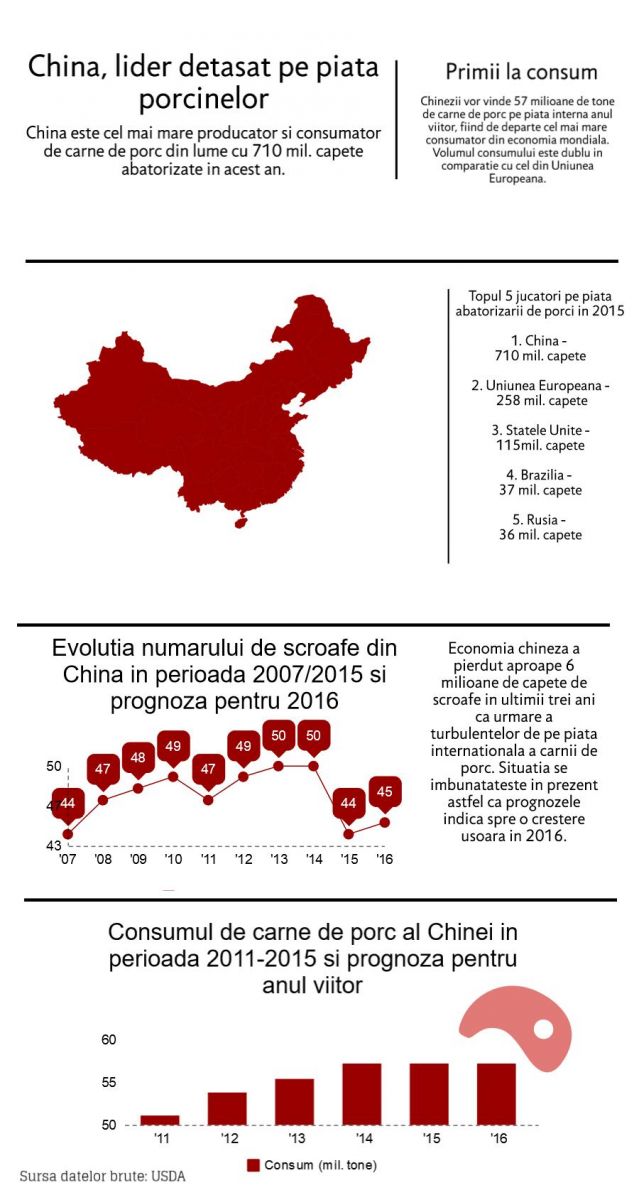 China, lider detasat pe piata
porcinelor
China este cel mai mare producator si consumator
de carne de porc din lume cu 710 mil. capete
abatorizate in acest an.
Primii la consum
Chinezii vor vinde 57 milioane de tone
de carne de porc pe piata interna anul
viitor, fiind de departe cel mai mare
consumator din economia mondiala.
Volumul consumului este dublu in
comparatie cu cel din Uniunea
Europeana.
Topul 5 jucatori pe piata
abatorizarii de porci in 2015
1. China -
710 mil. capete
2. Uniunea Europeana -
258 mil. capete
3. Statele Unite -
115mil. capete
4. Brazilia -
37 mil. capete
5. Rusia -
36 mil. capete
Evolutia numarului de scroafe din
China in perioada 2007/2015 si
prognoza pentru 2016
50
43
44
47
48
49
47
49
50
50
44
45
'07 '08 '09 '10 '11 '12 '13 '14 '15 '16
Economia chineza a
pierdut aproape 6
milioane de capete de
scroafe in ultimii trei ani
ca urmare a
turbulentelor de pe piata
internationala a carnii de
porc. Situatia se
imbunatateste in prezent
astfel ca prognozele
indica spre o crestere
usoara in 2016.
Consumul de carne de porc al Chinei in
perioada 2011-2015 si prognoza pentru
anul viitor
60
55
50
'11 '12 '13 '14 '15 '16
Consum (mil. tone)
Sursa datelor brute: USDA